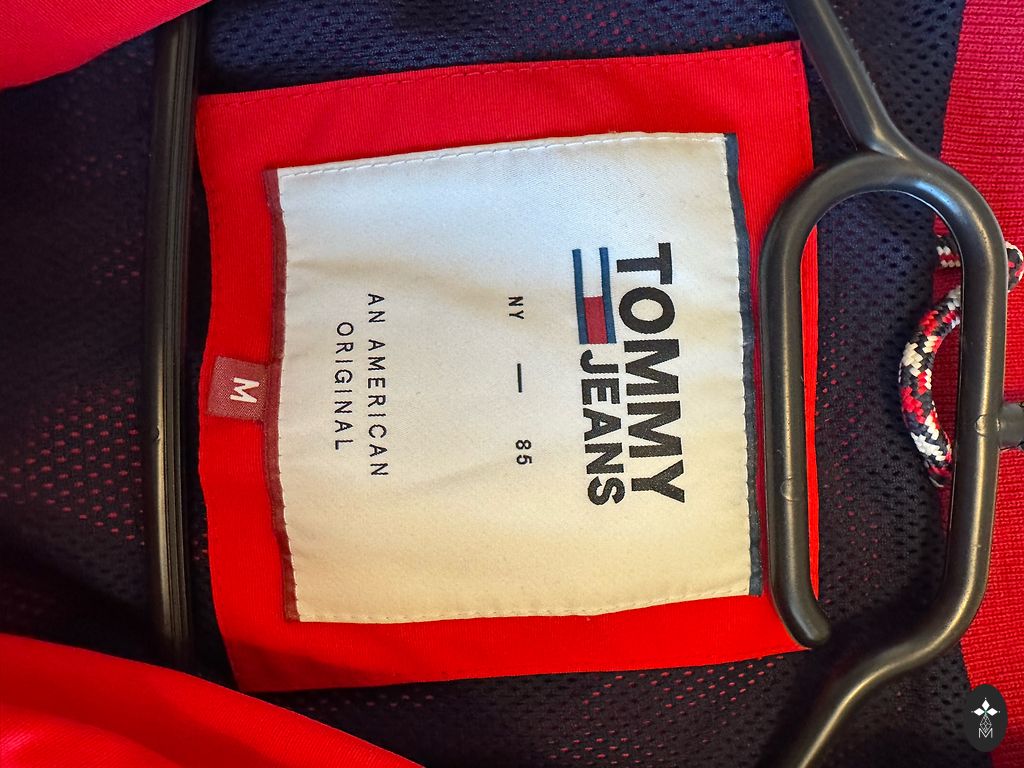 TOMMY
JEANS
NY — 85
AN AMERICAN
ORIGINAL
M
M